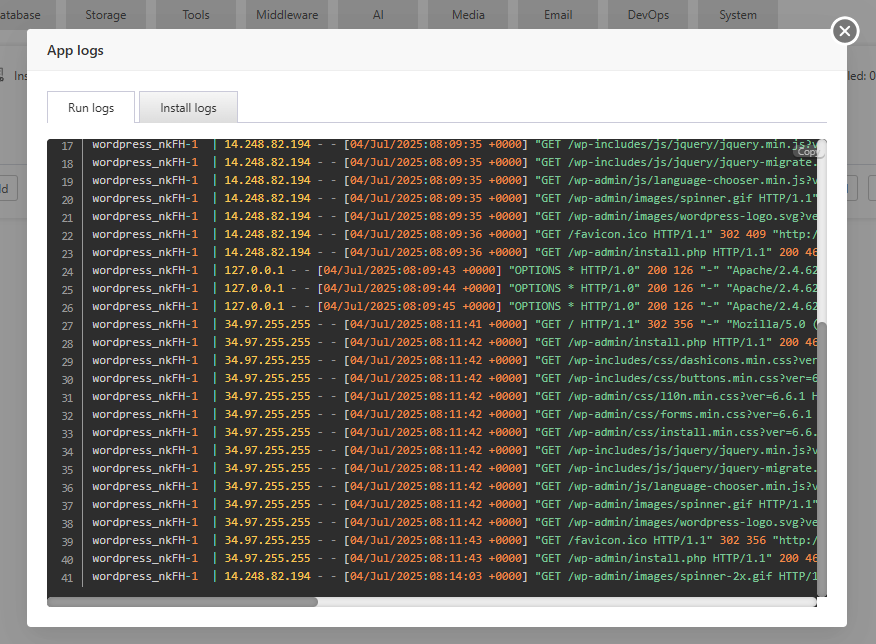 atabase Storage Tools Middleware AI Media Email DevOps System
App logs
Ins
led: 0
Run logs Install logs
Copy
17 wordpress_nkFH-1 | 14.248.82.194 - - [04/Jul/2025:08:09:35 +0000] "GET /wp-includes/js/jquery/jquery.min.js?v
18 wordpress_nkFH-1 | 14.248.82.194 - - [04/Jul/2025:08:09:35 +0000] "GET /wp-includes/js/jquery/jquery-migrate.
19 wordpress_nkFH-1 | 14.248.82.194 - - [04/Jul/2025:08:09:35 +0000] "GET /wp-admin/js/language-chooser.min.js?v
20 wordpress_nkFH-1 | 14.248.82.194 - - [04/Jul/2025:08:09:35 +0000] "GET /wp-admin/images/spinner.gif HTTP/1.1"
21 wordpress_nkFH-1 | 14.248.82.194 - - [04/Jul/2025:08:09:35 +0000] "GET /wp-admin/images/wordpress-logo.svg?ve
22 wordpress_nkFH-1 | 14.248.82.194 - - [04/Jul/2025:08:09:36 +0000] "GET /favicon.ico HTTP/1.1" 302 409 "http:/
23 wordpress_nkFH-1 | 14.248.82.194 - - [04/Jul/2025:08:09:36 +0000] "GET /wp-admin/install.php HTTP/1.1" 200 46
24 wordpress_nkFH-1 | 127.0.0.1 - - [04/Jul/2025:08:09:43 +0000] "OPTIONS * HTTP/1.0" 200 126 "-" "Apache/2.4.62
25 wordpress_nkFH-1 | 127.0.0.1 - - [04/Jul/2025:08:09:44 +0000] "OPTIONS * HTTP/1.0" 200 126 "-" "Apache/2.4.62
26 wordpress_nkFH-1 | 127.0.0.1 - - [04/Jul/2025:08:09:45 +0000] "OPTIONS * HTTP/1.0" 200 126 "-" "Apache/2.4.62
27 wordpress_nkFH-1 | 34.97.255.255 - - [04/Jul/2025:08:11:41 +0000] "GET / HTTP/1.1" 302 356 "-" "Mozilla/5.0 (
28 wordpress_nkFH-1 | 34.97.255.255 - - [04/Jul/2025:08:11:42 +0000] "GET /wp-admin/install.php HTTP/1.1" 200 46
29 wordpress_nkFH-1 | 34.97.255.255 - - [04/Jul/2025:08:11:42 +0000] "GET /wp-includes/css/dashicons.min.css?ver
30 wordpress_nkFH-1 | 34.97.255.255 - - [04/Jul/2025:08:11:42 +0000] "GET /wp-includes/css/buttons.min.css?ver=6
31 wordpress_nkFH-1 | 34.97.255.255 - - [04/Jul/2025:08:11:42 +0000] "GET /wp-admin/css/l10n.min.css?ver=6.6.1 H
32 wordpress_nkFH-1 | 34.97.255.255 - - [04/Jul/2025:08:11:42 +0000] "GET /wp-admin/css/forms.min.css?ver=6.6.1
33 wordpress_nkFH-1 | 34.97.255.255 - - [04/Jul/2025:08:11:42 +0000] "GET /wp-admin/css/install.min.css?ver=6.6.
34 wordpress_nkFH-1 | 34.97.255.255 - - [04/Jul/2025:08:11:42 +0000] "GET /wp-includes/js/jquery/jquery.min.js?v
35 wordpress_nkFH-1 | 34.97.255.255 - - [04/Jul/2025:08:11:42 +0000] "GET /wp-includes/js/jquery/jquery-migrate.
36 wordpress_nkFH-1 | 34.97.255.255 - - [04/Jul/2025:08:11:42 +0000] "GET /wp-admin/js/language-chooser.min.js?v
37 wordpress_nkFH-1 | 34.97.255.255 - - [04/Jul/2025:08:11:42 +0000] "GET /wp-admin/images/spinner.gif HTTP/1.1"
38 wordpress_nkFH-1 | 34.97.255.255 - - [04/Jul/2025:08:11:42 +0000] "GET /wp-admin/images/wordpress-logo.svg?ve
39 wordpress_nkFH-1 | 34.97.255.255 - - [04/Jul/2025:08:11:43 +0000] "GET /favicon.ico HTTP/1.1" 302 356 "http:/
40 wordpress_nkFH-1 | 34.97.255.255 - - [04/Jul/2025:08:11:43 +0000] "GET /wp-admin/install.php HTTP/1.1" 200 46
41 wordpress_nkFH-1 | 14.248.82.194 - - [04/Jul/2025:08:14:03 +0000] "GET /wp-admin/images/spinner-2x.gif HTTP/1